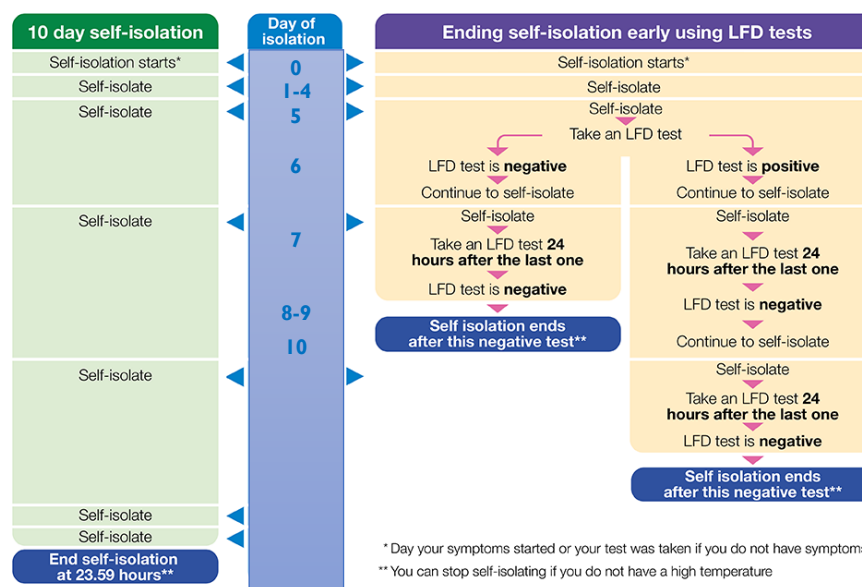 10 day self-isolation
Day of
isolation
Ending self-isolation early using LFD tests
Self-isolation starts*
0
Self-isolation starts*
Self-isolate
1-4
Self-isolate
Self-isolate
5
Self-isolate
Take an LFD test
6
LFD test is negative
LFD test is positive
Continue to self-isolate
Continue to self-isolate
Self-isolate
7
Self-isolate
Self-isolate
Take an LFD test 24
hours after the last one
Take an LFD test 24
hours after the last one
LFD test is negative
LFD test is negative
8-9
Self isolation ends
after this negative test**
10
Continue to self-isolate
Self-isolate
Self-isolate
Take an LFD test 24
hours after the last one
LFD test is negative
Self isolation ends
after this negative test**
Self-isolate
Self-isolate
End self-isolation
at 23.59 hours**
* Day your symptoms started or your test was taken if you do not have symptoms
** You can stop self-isolating if you do not have a high temperature